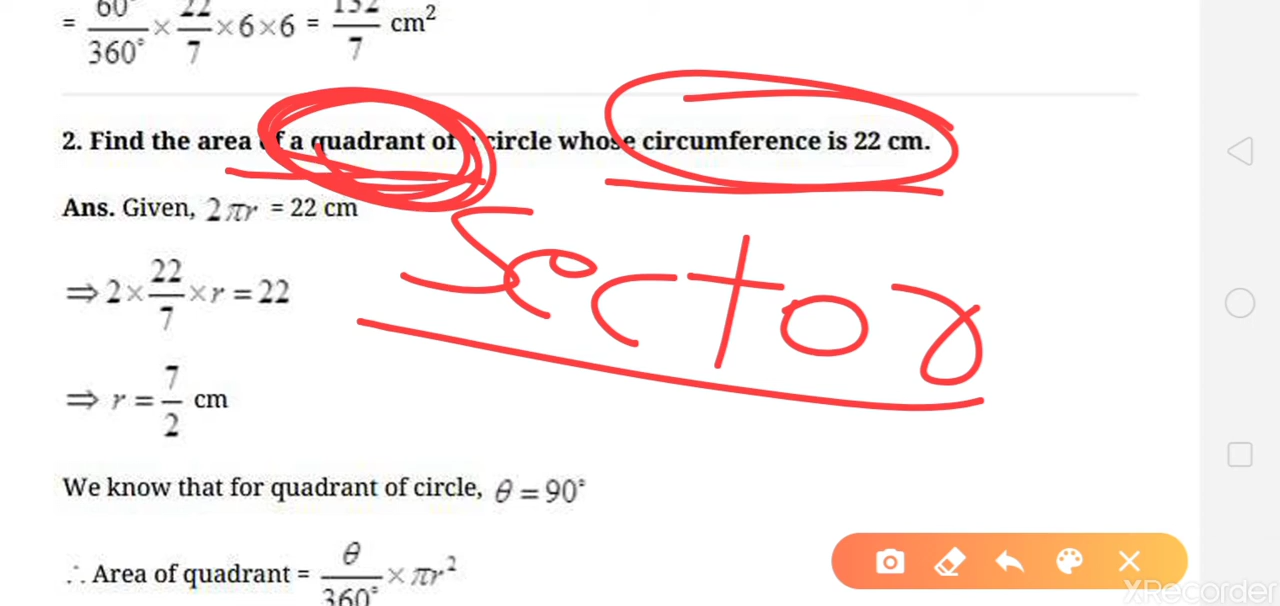 = 60° / 360° × 22 / 7 × 6 × 6 = 132 / 7 cm²
2. Find the area of a quadrant of a circle whose circumference is 22 cm.
Ans. Given, 2πr = 22 cm
Sector
⇒ 2 × 22 / 7 × r = 22
⇒ r = 7 / 2 cm
We know that for quadrant of circle, θ = 90°
∴ Area of quadrant = θ / 360° × πr²
XRecorder